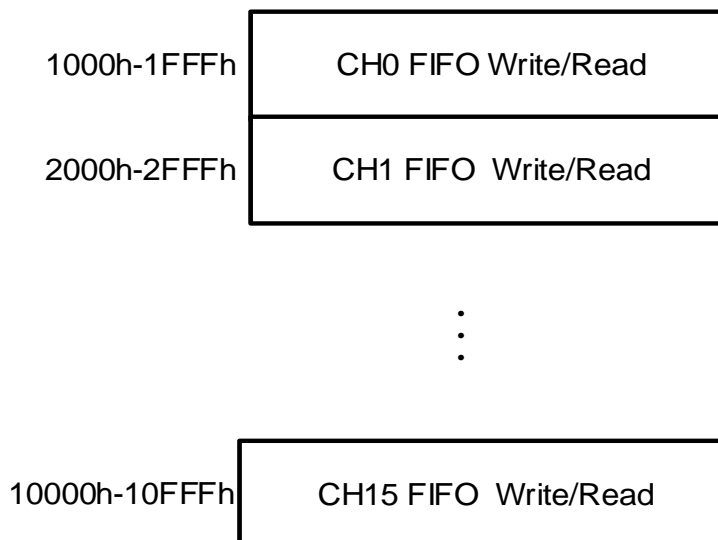 1000h-1FFFh CH0 FIFO Write/Read
2000h-2FFFh CH1 FIFO Write/Read
10000h-10FFFh CH15 FIFO Write/Read